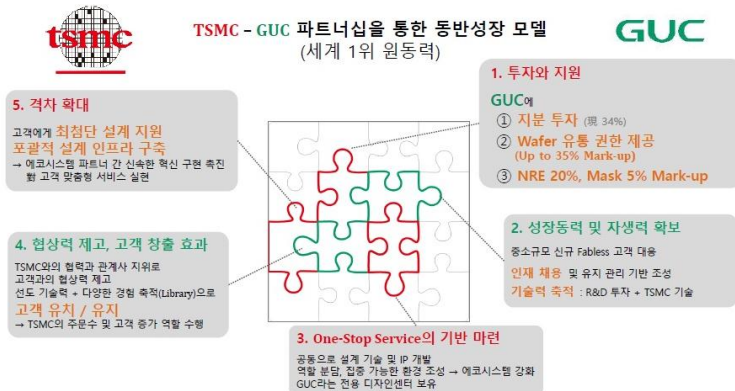 tsmc
TSMC – GUC 파트너십을 통한 동반성장 모델
(세계 1위 원동력)
GUC
1. 투자와 지원
GUC에
① 지분 투자 (現 34%)
② Wafer 유통 권한 제공
(Up to 35% Mark-up)
③ NRE 20%, Mask 5% Mark-up
2. 성장동력 및 자생력 확보
중소규모 신규 Fabless 고객 대응
인재 채용 및 유지 관리 기반 조성
기술력 축적 : R&D 투자 + TSMC 기술
3. One-Stop Service의 기반 마련
공동으로 설계 기술 및 IP 개발
역할 분담, 집중 가능한 환경 조성 → 에코시스템 강화
GUC라는 전용 디자인센터 보유
4. 협상력 제고, 고객 창출 효과
TSMC와의 협력과 관계사 지위로
고객과의 협상력 제고
선도 기술력 + 다양한 경험 축적(Library)으로
고객 유치 / 유지
→ TSMC의 주문수 및 고객 증가 역할 수행
5. 격차 확대
고객에게 최첨단 설계 지원
포괄적 설계 인프라 구축
→ 에코시스템 파트너 간 신속한 혁신 구현 촉진
對 고객 맞춤형 서비스 실현